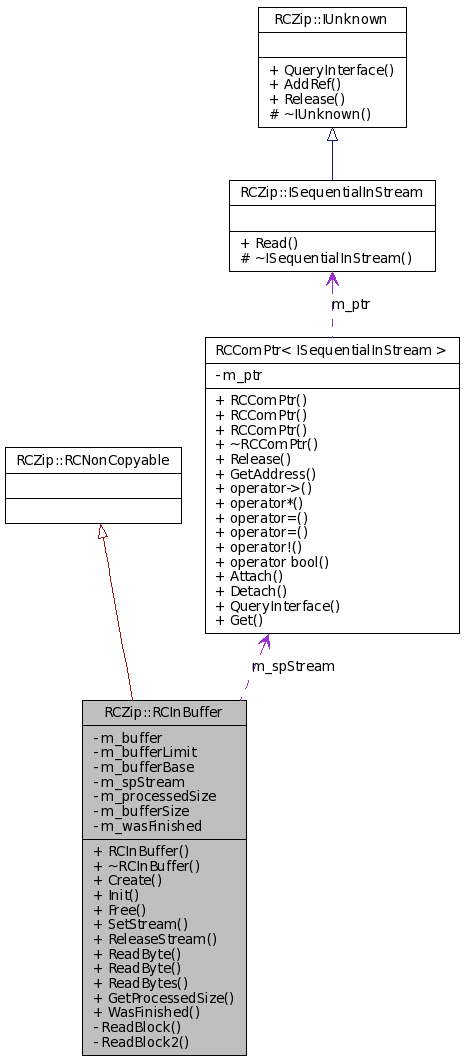 RCZip::IUnknown
+ QueryInterface()
+ AddRef()
+ Release()
# ~IUnknown()
RCZip::ISequentialInStream
+ Read()
# ~ISequentialInStream()
m_ptr
RCComPtr< ISequentialInStream >
- m_ptr
+ RCComPtr()
+ RCComPtr()
+ RCComPtr()
+ ~RCComPtr()
+ Release()
+ GetAddress()
+ operator->()
+ operator*()
+ operator=()
+ operator=()
+ operator!()
+ operator bool()
+ Attach()
+ Detach()
+ QueryInterface()
+ Get()
RCZip::RCNonCopyable
m_spStream
RCZip::RCInBuffer
- m_buffer
- m_bufferLimit
- m_bufferBase
- m_spStream
- m_processedSize
- m_bufferSize
- m_wasFinished
+ RCInBuffer()
+ ~RCInBuffer()
+ Create()
+ Init()
+ Free()
+ SetStream()
+ ReleaseStream()
+ ReadByte()
+ ReadByte()
+ ReadBytes()
+ GetProcessedSize()
+ WasFinished()
- ReadBlock()
- ReadBlock2()